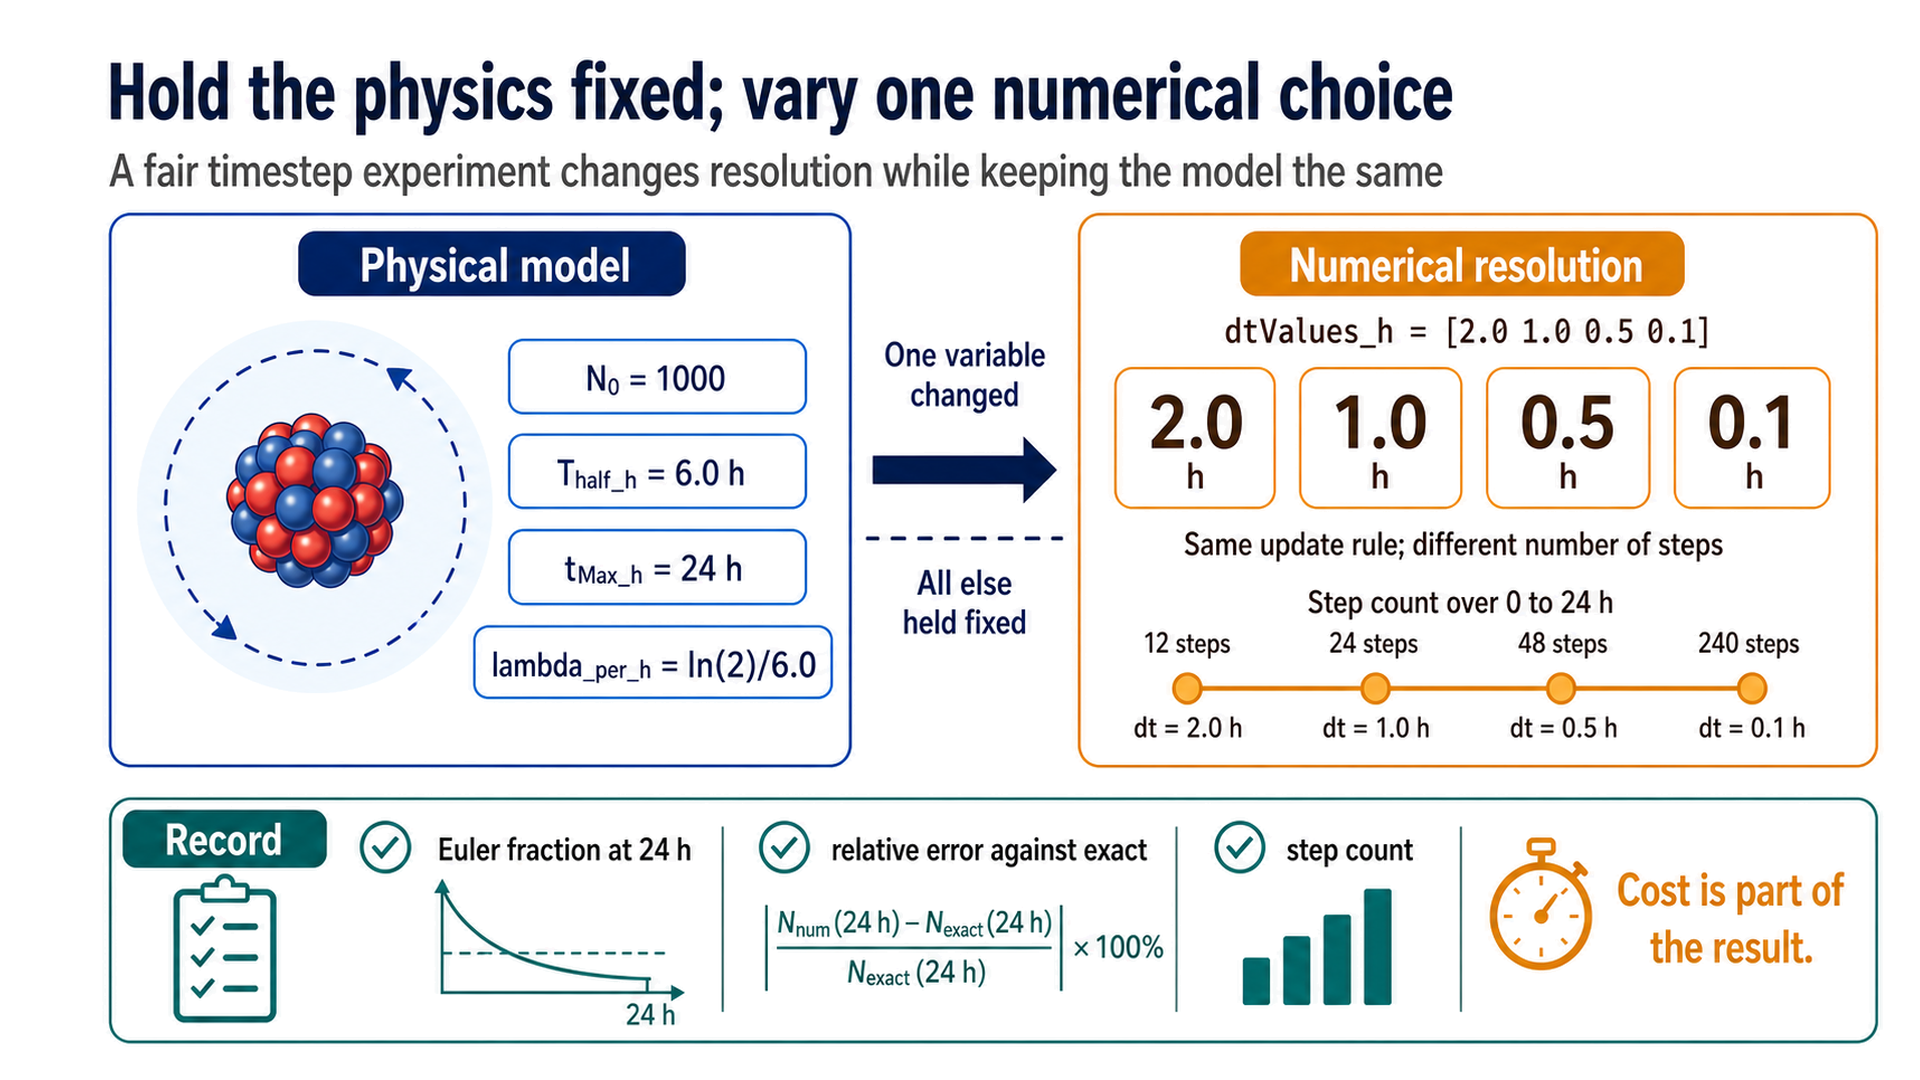 Hold the physics fixed; vary one numerical choice
A fair timestep experiment changes resolution while keeping the model the same
Physical model
N₀ = 1000
T_half_h = 6.0 h
t_Max_h = 24 h
lambda_per_h = ln(2)/6.0
One variable
changed
All else
held fixed
Numerical resolution
dtValues_h = [2.0 1.0 0.5 0.1]
2.0
h
1.0
h
0.5
h
0.1
h
Same update rule; different number of steps
Step count over 0 to 24 h
12 steps
24 steps
48 steps
240 steps
dt = 2.0 h
dt = 1.0 h
dt = 0.5 h
dt = 0.1 h
Record
Euler fraction at 24 h
24 h
relative error against exact
| N_num (24 h) – N_exact (24 h) |
N_exact (24 h)
× 100%
step count
Cost is part of
the result.